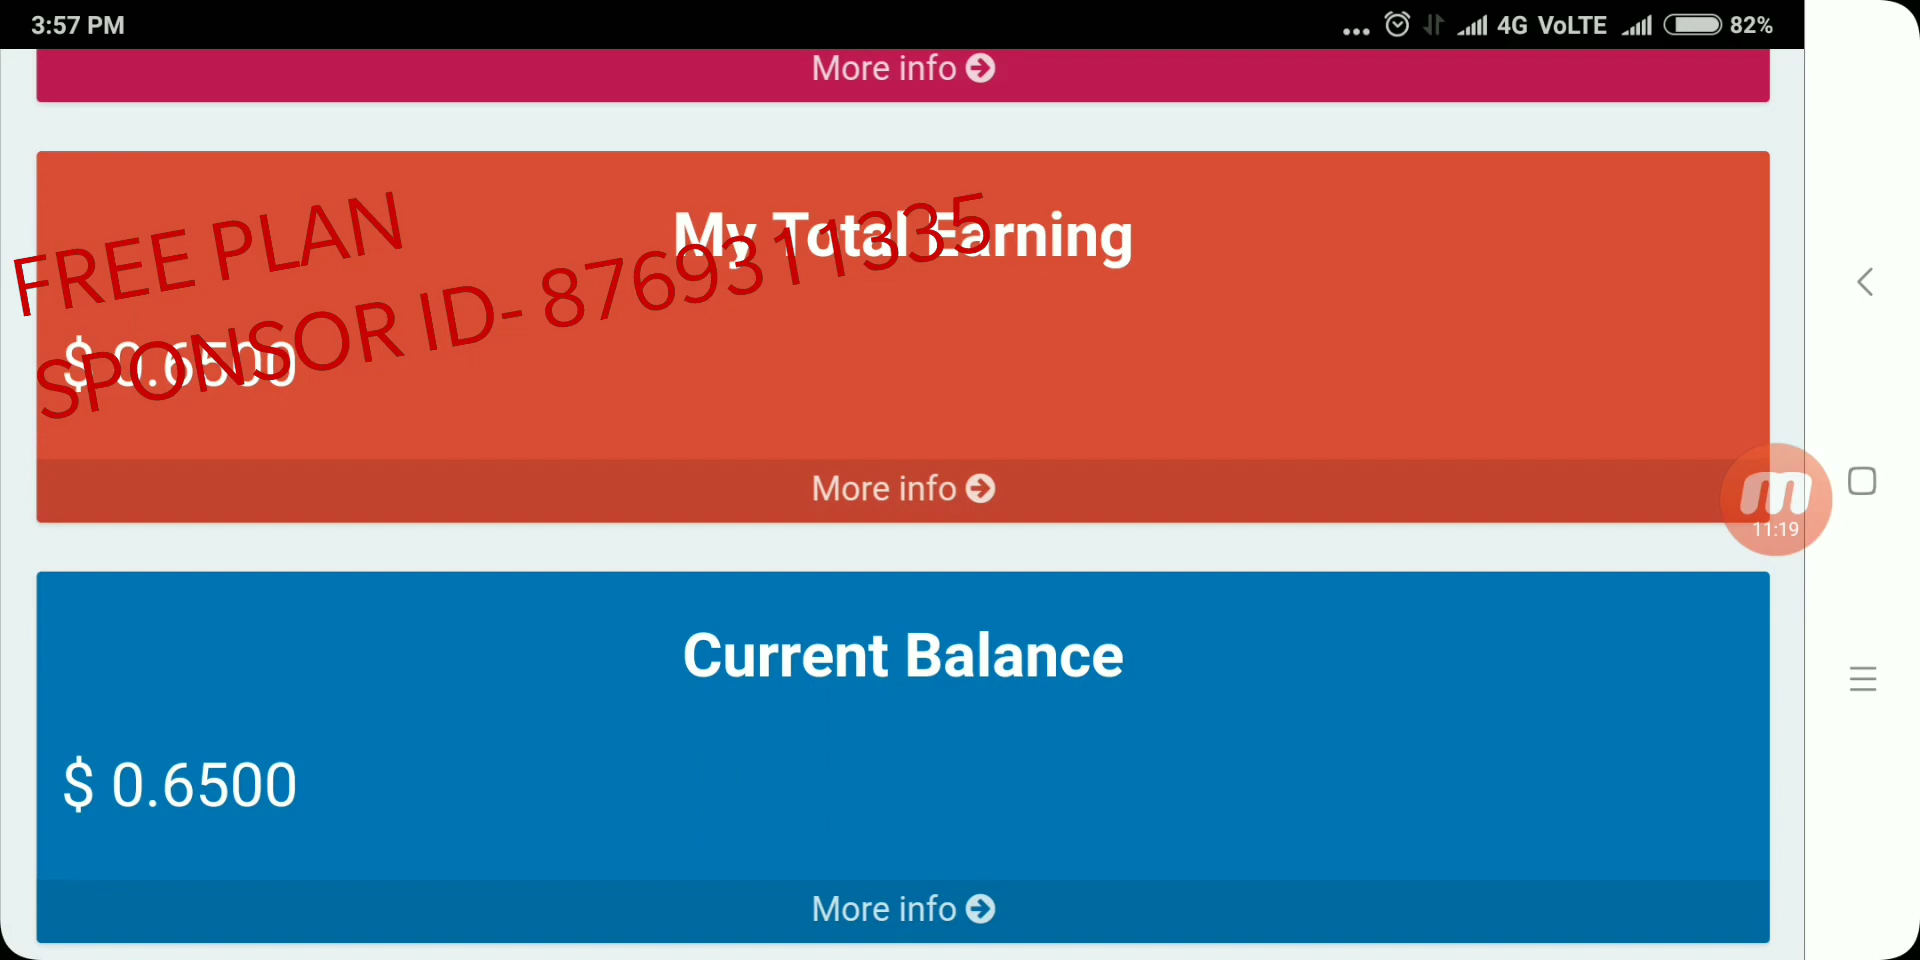 3:57 PM
4G VoLTE 82%
More info
My Total Earning
FREE PLAN
SPONSOR ID- 8769311335
$ 0.6500
More info
11:19
Current Balance
$ 0.6500
More info